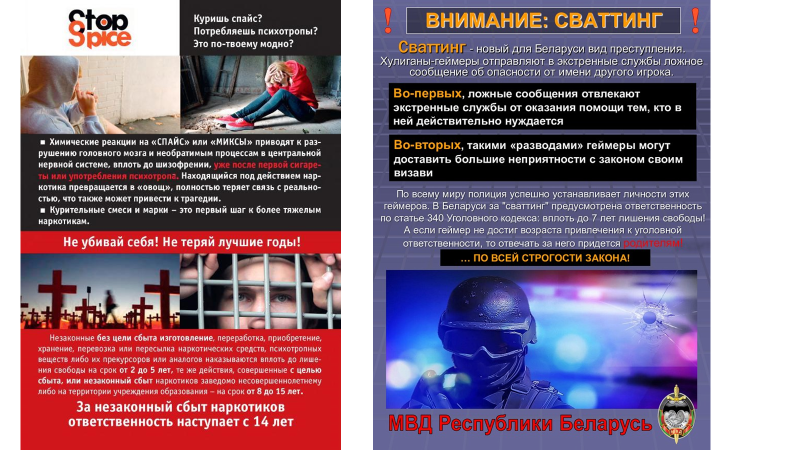 Stop
Spice
Куришь спайс?
Потребляешь психотропы?
Это по-твоему модно?
▪ Химические реакции на «СПАЙС» или «МИКСЫ» приводят к раз-
рушению головного мозга и необратимым процессам в центральной
нервной системе, вплоть до шизофрении, уже после первой сигаре-
ты или употребления психотропа. Находящийся под действием нар-
котика превращается в «овощ», полностью теряет связь с реально-
стью, что также может привести к трагедии.
▪ Курительные смеси и марки – это первый шаг к более тяжелым
наркотикам.
Не убивай себя! Не теряй лучшие годы!
Незаконные без цели сбыта изготовление, переработка, приобретение,
хранение, перевозка или пересылка наркотических средств, психотропных
веществ либо их прекурсоров или аналогов наказываются вплоть до лише-
ния свободы на срок от 2 до 5 лет, те же действия, совершенные с целью
сбыта, или незаконный сбыт наркотиков заведомо несовершеннолетнему
либо на территории учреждения образования – на срок от 8 до 15 лет.
За незаконный сбыт наркотиков
ответственность наступает с 14 лет
! ВНИМАНИЕ: СВАТТИНГ !
Сваттинг - новый для Беларуси вид преступления.
Хулиганы-геймеры отправляют в экстренные службы ложное
сообщение об опасности от имени другого игрока.
Во-первых, ложные сообщения отвлекают
экстренные службы от оказания помощи тем, кто в
ней действительно нуждается
Во-вторых, такими «разводами» геймеры могут
доставить большие неприятности с законом своим
визави
По всему миру полиция успешно устанавливает личности этих
геймеров. В Беларуси за "сваттинг" предусмотрена ответственность
по статье 340 Уголовного кодекса: вплоть до 7 лет лишения свободы!
А если геймер не достиг возраста привлечения к уголовной
ответственности, то отвечать за него придется родителям!
... ПО ВСЕЙ СТРОГОСТИ ЗАКОНА!
МВД Республики Беларусь